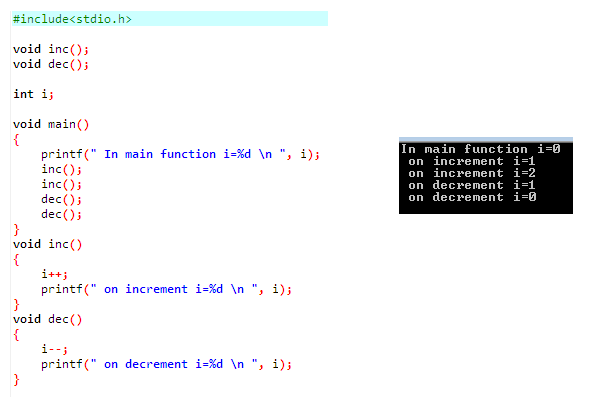 #include<stdio.h>
void inc();
void dec();
int i;
void main()
{
printf(" In main function i=%d \n ", i);
inc();
inc();
dec();
dec();
}
void inc()
{
i++;
printf(" on increment i=%d \n ", i);
}
void dec()
{
i--;
printf(" on decrement i=%d \n ", i);
}
In main function i=0
on increment i=1
on increment i=2
on decrement i=1
on decrement i=0